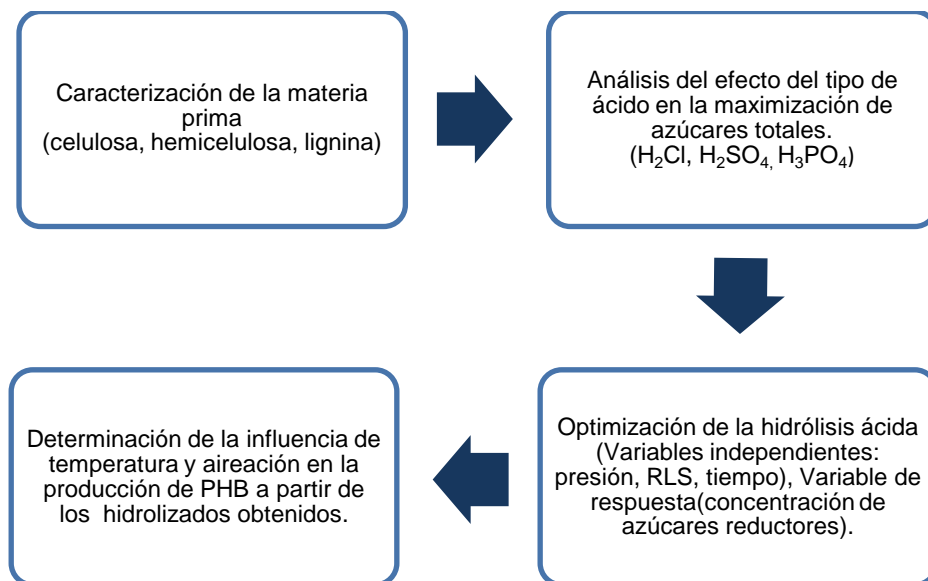 Caracterización de la materia
prima
(celulosa, hemicelulosa, lignina)
Análisis del efecto del tipo de
ácido en la maximización de
azúcares totales.
(H₂Cl, H₂SO₄, H₃PO₄)
Optimización de la hidrólisis ácida
(Variables independientes:
presión, RLS, tiempo), Variable de
respuesta(concentración de
azúcares reductores).
Determinación de la influencia de
temperatura y aireación en la
producción de PHB a partir de
los hidrolizados obtenidos.